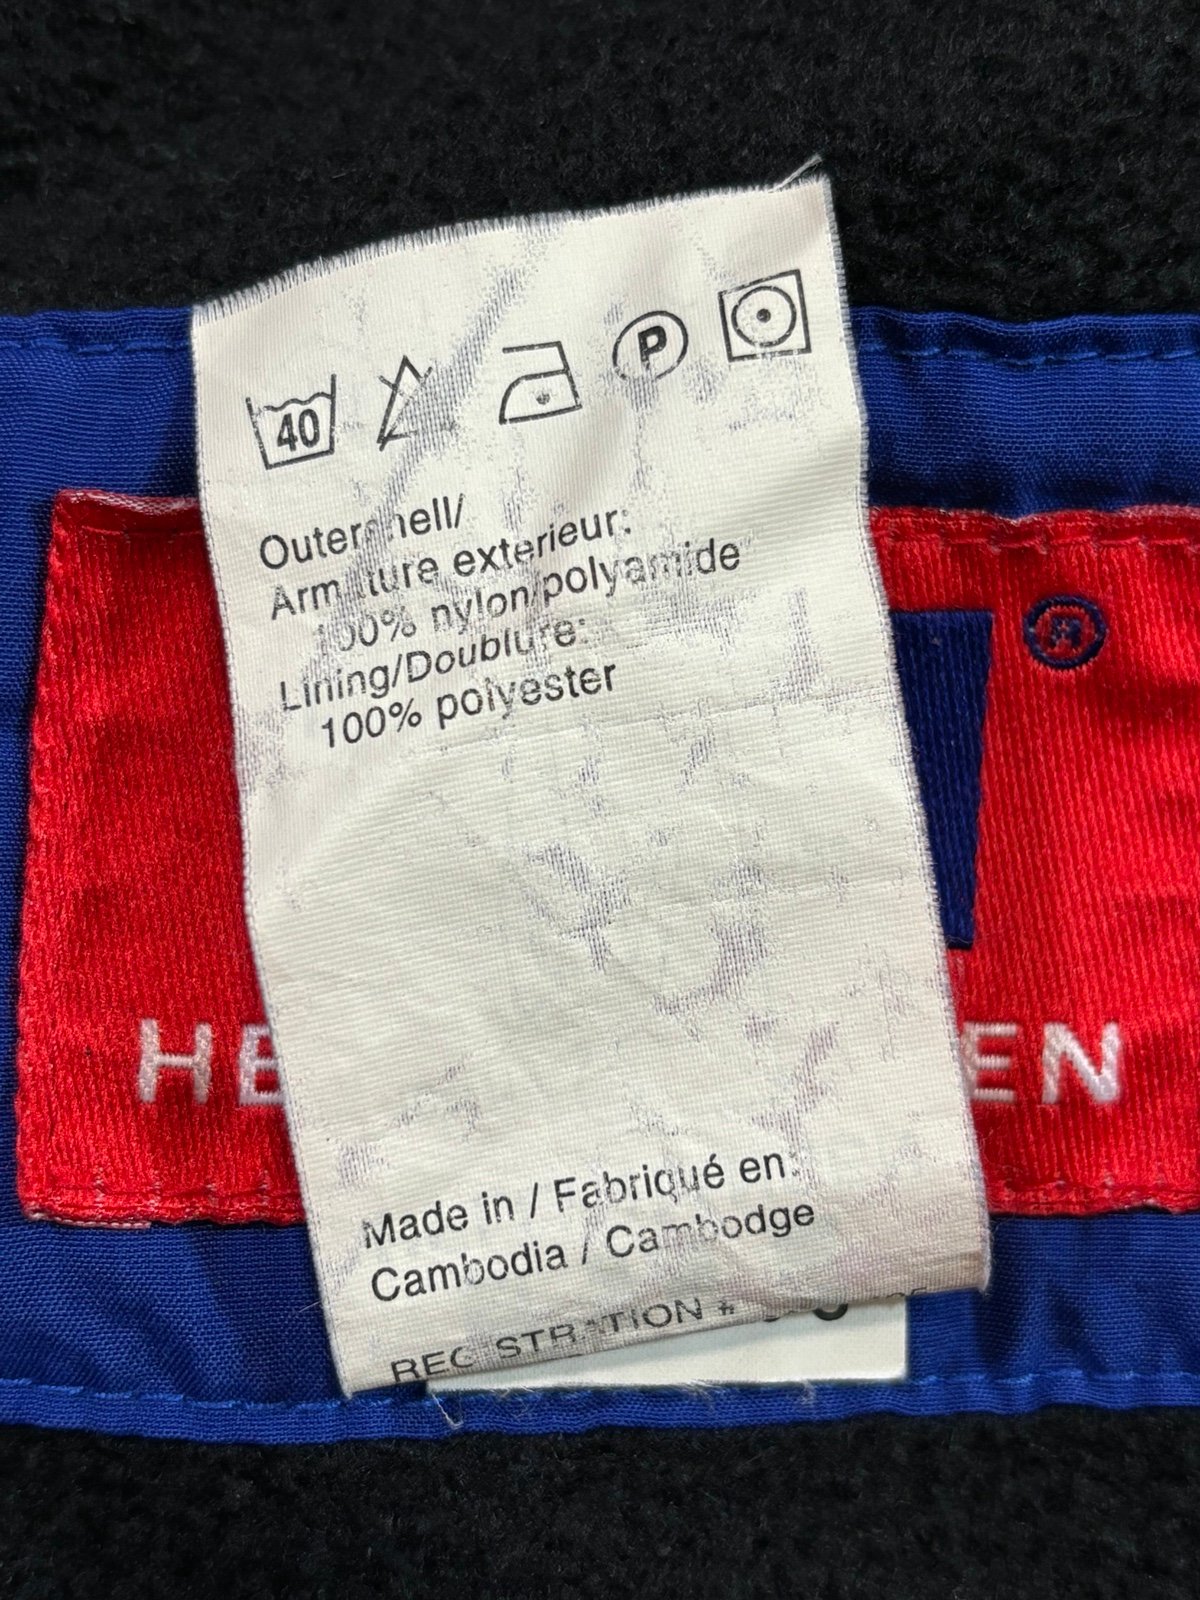 40
P
Outershell/
Armature exterieur:
100% nylon/polyamide
Lining/Doublure:
100% polyester
®
HE EN
Made in / Fabriqué en:
Cambodia / Cambodge
REGISTRATION #